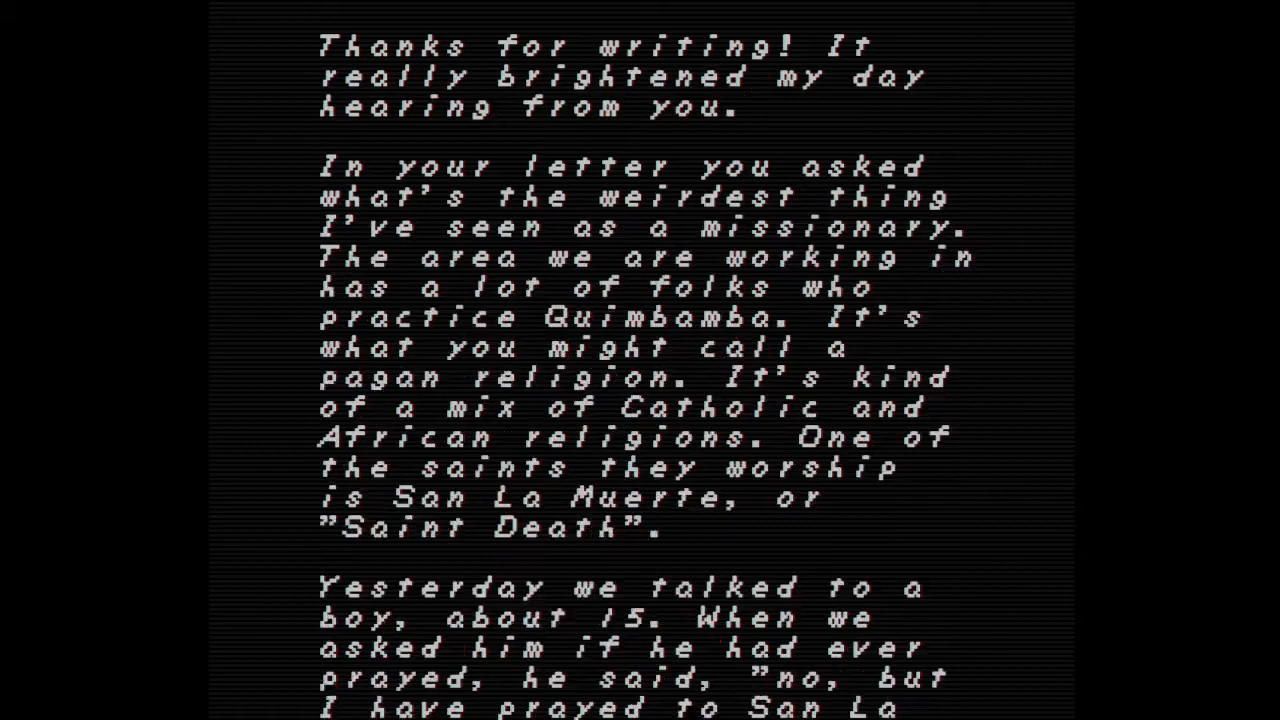 Thanks for writing! It
really brightened my day
hearing from you.
In your letter you asked
what's the weirdest thing
I've seen as a missionary.
The area we are working in
has a lot of folks who
practice Quimbamba. It's
what you might call a
pagan religion. It's kind
of a mix of Catholic and
African religions. One of
the saints they worship
is San La Muerte, or
"Saint Death".
Yesterday we talked to a
boy, about 15. When we
asked him if he had ever
prayed, he said, "no, but
I have prayed to San La